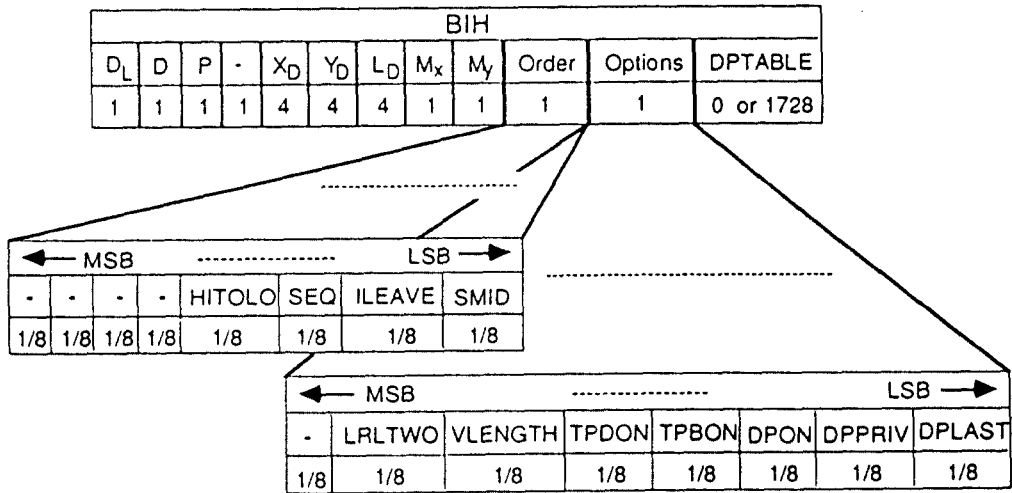 BIH
D_L D P - X_D Y_D L_D M_x M_y Order Options DPTABLE
1 1 1 1 4 4 4 1 1 1 1 0 or 1728
MSB LSB
- - - - HITOLO SEQ ILEAVE SMID
1/8 1/8 1/8 1/8 1/8 1/8 1/8 1/8
MSB LSB
- LRLTWO VLENGTH TPDON TPBON DPON DPPRIV DPLAST
1/8 1/8 1/8 1/8 1/8 1/8 1/8 1/8